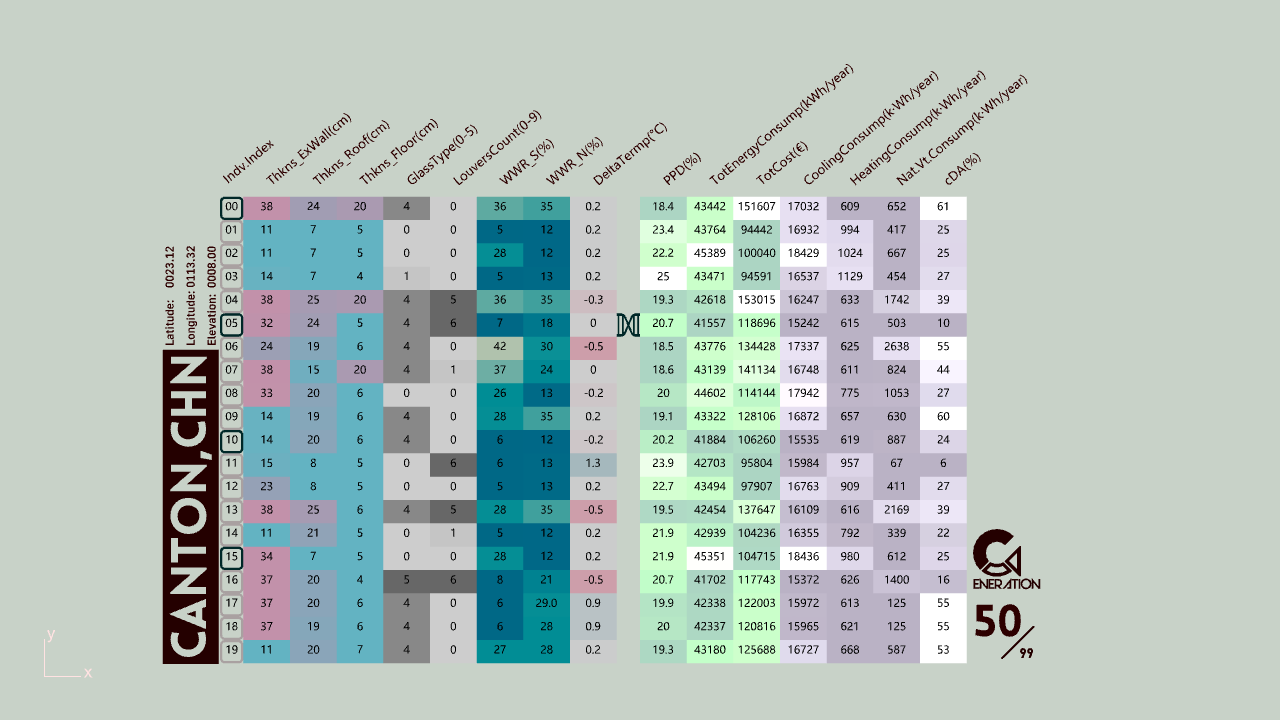 Indv.Index Thkns_ExWall(cm) Thkns_Roof(cm) Thkns_Floor(cm) GlassType(0-5) LouversCount(0-9) WWR_S(%) WWR_N(%) DeltaTermp(°C) PPD(%) TotEnergyConsump(kWh/year) TotCost(€) CoolingConsump(k·Wh/year) HeatingConsump(k·Wh/year) Nat.Vt.Consump(k·Wh/year) cDA(%)
00 38 24 20 4 0 36 35 0.2 18.4 43442 151607 17032 609 652 61
01 11 7 5 0 0 5 12 0.2 23.4 43764 94442 16932 994 417 25
02 11 7 5 0 0 28 12 0.2 22.2 45389 100040 18429 1024 667 25
03 14 7 4 1 0 5 13 0.2 25 43471 94591 16537 1129 454 27
04 38 25 20 4 5 36 35 -0.3 19.3 42618 153015 16247 633 1742 39
05 32 24 5 4 6 7 18 0 20.7 41557 118696 15242 615 503 10
06 24 19 6 4 0 42 30 -0.5 18.5 43776 134428 17337 625 2638 55
07 38 15 20 4 1 37 24 0 18.6 43139 141134 16748 611 824 44
08 33 20 6 0 0 26 13 -0.2 20 44602 114144 17942 775 1053 27
09 14 19 6 4 0 28 35 0.2 19.1 43322 128106 16872 657 630 60
10 14 20 6 4 0 6 12 -0.2 20.2 41884 106260 15535 619 887 24
11 15 8 5 0 6 6 13 1.3 23.9 42703 95804 15984 957 67 6
12 23 8 5 0 0 5 13 0.2 22.7 43494 97907 16763 909 411 27
13 38 25 6 4 5 28 35 -0.5 19.5 42454 137647 16109 616 2169 39
14 11 21 5 0 1 5 12 0.2 21.9 42939 104236 16355 792 339 22
15 34 7 5 0 0 28 12 0.2 21.9 45351 104715 18436 980 612 25
16 37 20 4 5 6 8 21 -0.5 20.7 41702 117743 15372 626 1400 16
17 37 20 6 4 0 6 29.0 0.9 19.9 42338 122003 15972 613 125 55
18 37 19 6 4 0 6 28 0.9 20 42337 120816 15965 621 125 55
19 11 20 7 4 0 27 28 0.2 19.3 43180 125688 16727 668 587 53
Latitude: 0023.12
Longitude: 0113.32
Elevation: 0008.00
CANTON,CHN
GENERATION
50/99
y
x